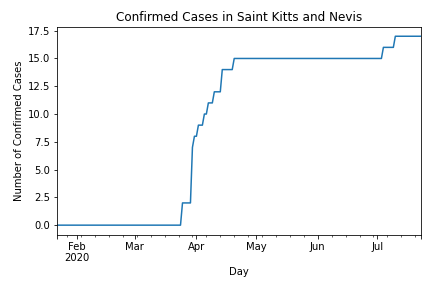 Confirmed Cases in Saint Kitts and Nevis
17.5
15.0
12.5
10.0
7.5
5.0
2.5
0.0
Number of Confirmed Cases
Feb Mar Apr May Jun Jul
2020
Day